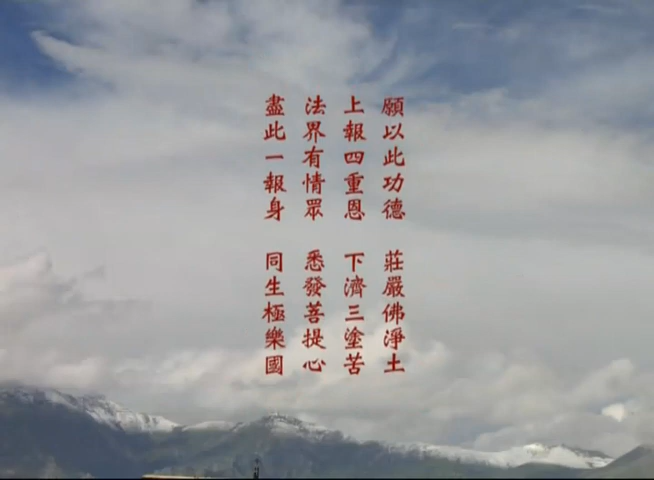 願以此功德 莊嚴佛淨土
上報四重恩 下濟三塗苦
法界有情眾 悉發菩提心
盡此一報身 同生極樂國